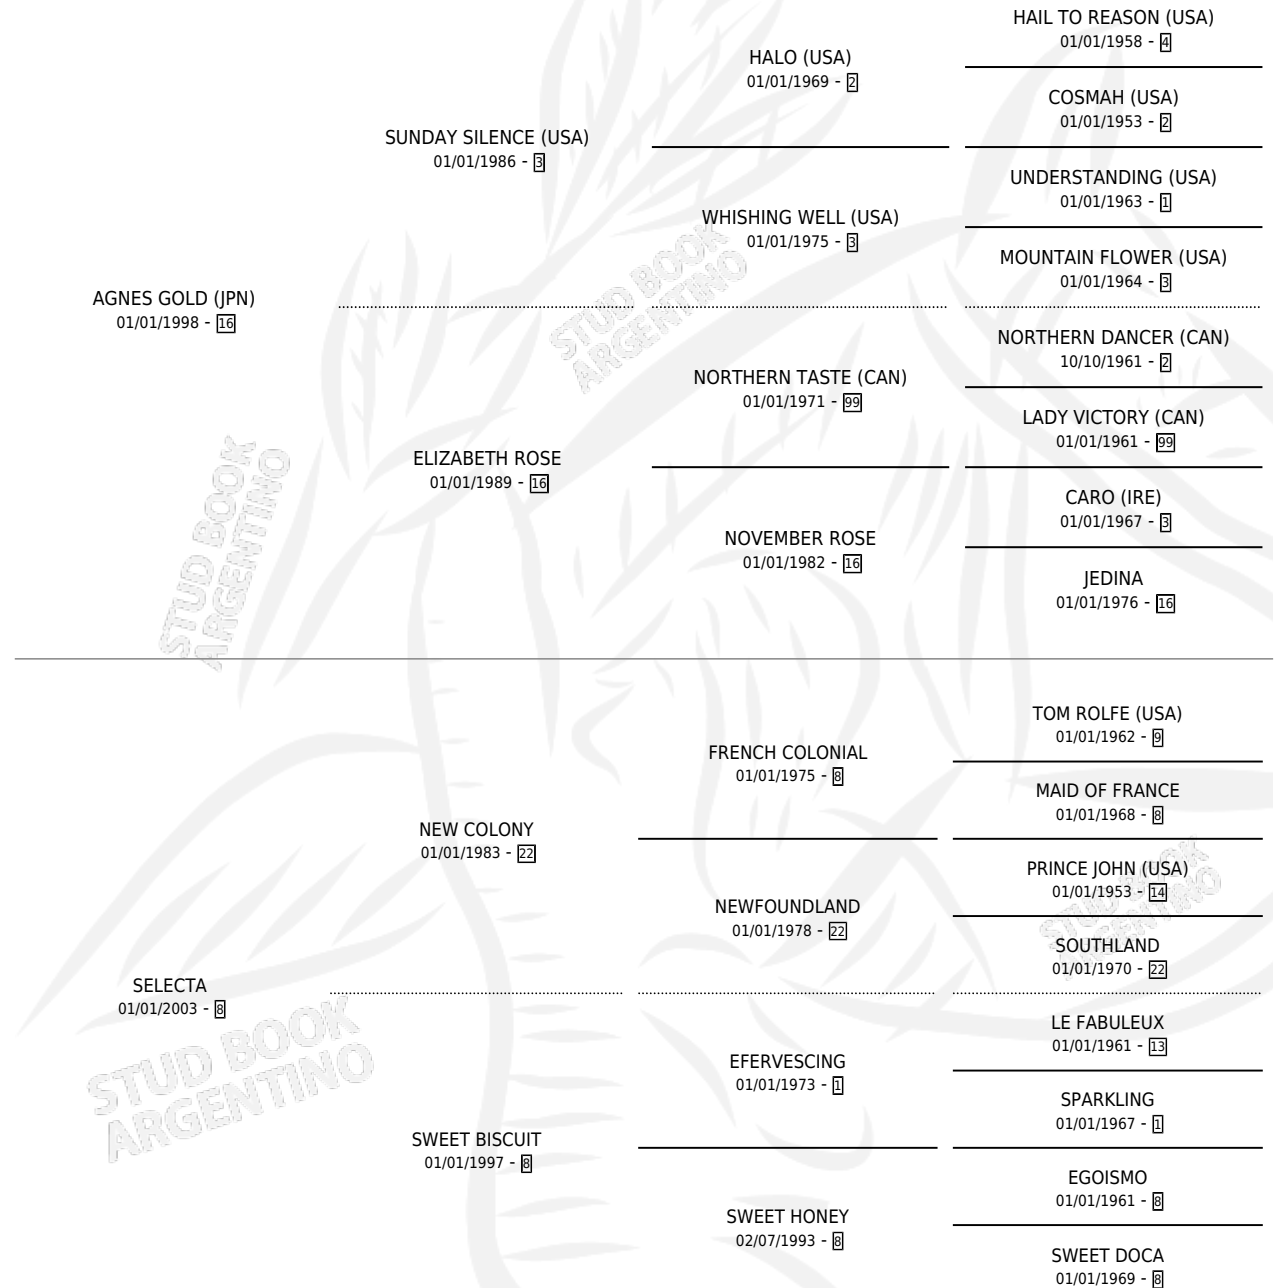 HAIL TO REASON (USA)
01/01/1958 - 4
HALO (USA)
01/01/1969 - 2
COSMAH (USA)
01/01/1953 - 2
SUNDAY SILENCE (USA)
01/01/1986 - 3
UNDERSTANDING (USA)
01/01/1963 - 1
WHISHING WELL (USA)
01/01/1975 - 3
MOUNTAIN FLOWER (USA)
01/01/1964 - 3
AGNES GOLD (JPN)
01/01/1998 - 16
NORTHERN DANCER (CAN)
10/10/1961 - 2
NORTHERN TASTE (CAN)
01/01/1971 - 99
LADY VICTORY (CAN)
01/01/1961 - 99
ELIZABETH ROSE
01/01/1989 - 16
CARO (IRE)
01/01/1967 - 3
NOVEMBER ROSE
01/01/1982 - 16
JEDINA
01/01/1976 - 16
TOM ROLFE (USA)
01/01/1962 - 9
FRENCH COLONIAL
01/01/1975 - 8
MAID OF FRANCE
01/01/1968 - 8
NEW COLONY
01/01/1983 - 22
PRINCE JOHN (USA)
01/01/1953 - 14
NEWFOUNDLAND
01/01/1978 - 22
SOUTHLAND
01/01/1970 - 22
SELECTA
01/01/2003 - 8
LE FABULEUX
01/01/1961 - 13
EFERVESCING
01/01/1973 - 1
SPARKLING
01/01/1967 - 1
SWEET BISCUIT
01/01/1997 - 8
EGOISMO
01/01/1961 - 8
SWEET HONEY
02/07/1993 - 8
SWEET DOCA
01/01/1969 - 8
STUD BOOK
ARGENTINO
STUD BOOK
ARGENTINO
STUD BOOK
ARGENTINO
STUD BOOK
ARGENTINO